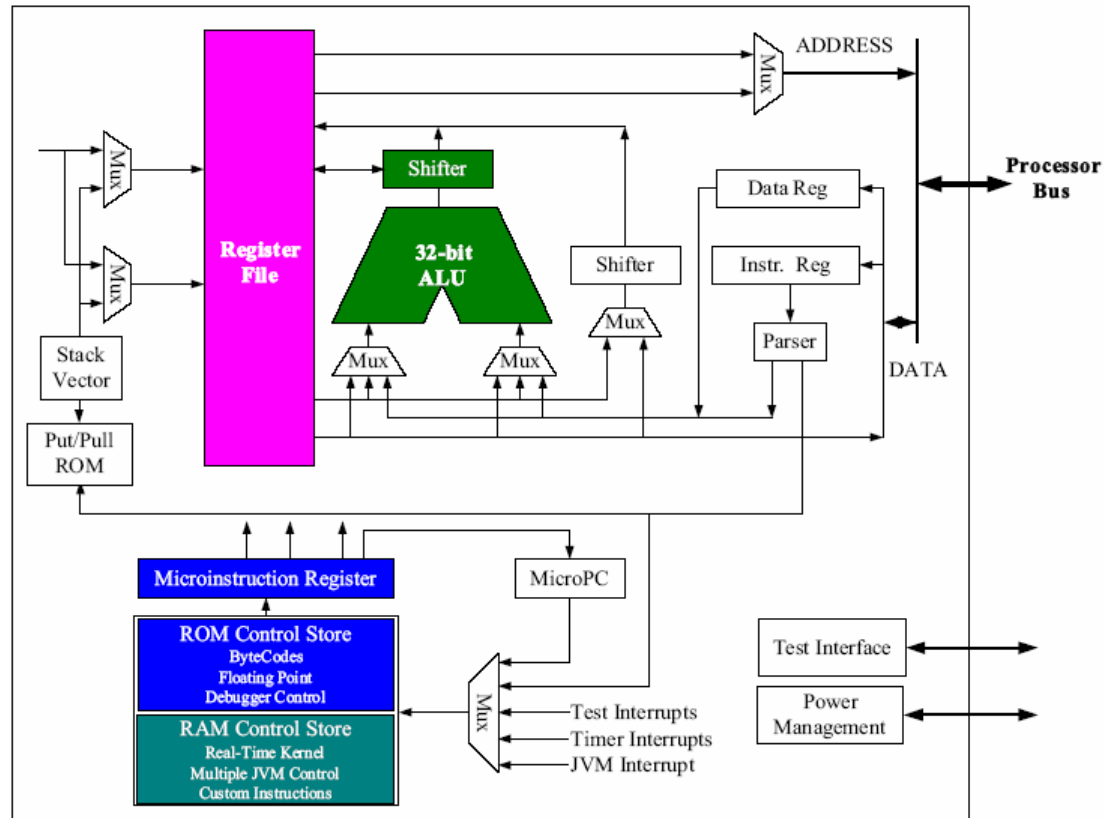 ADDRESS
Mux
Mux
Shifter
Processor
Bus
Data Reg
Register
File
32-bit
ALU
Mux
Shifter
Instr. Reg
Mux
Stack
Vector
Mux
Mux
Parser
DATA
Put/Pull
ROM
Microinstruction Register
MicroPC
ROM Control Store
ByteCodes
Floating Point
Debugger Control
Mux
Test Interface
RAM Control Store
Real-Time Kernel
Multiple JVM Control
Custom Instructions
Test Interrupts
Timer Interrupts
JVM Interrupt
Power
Management